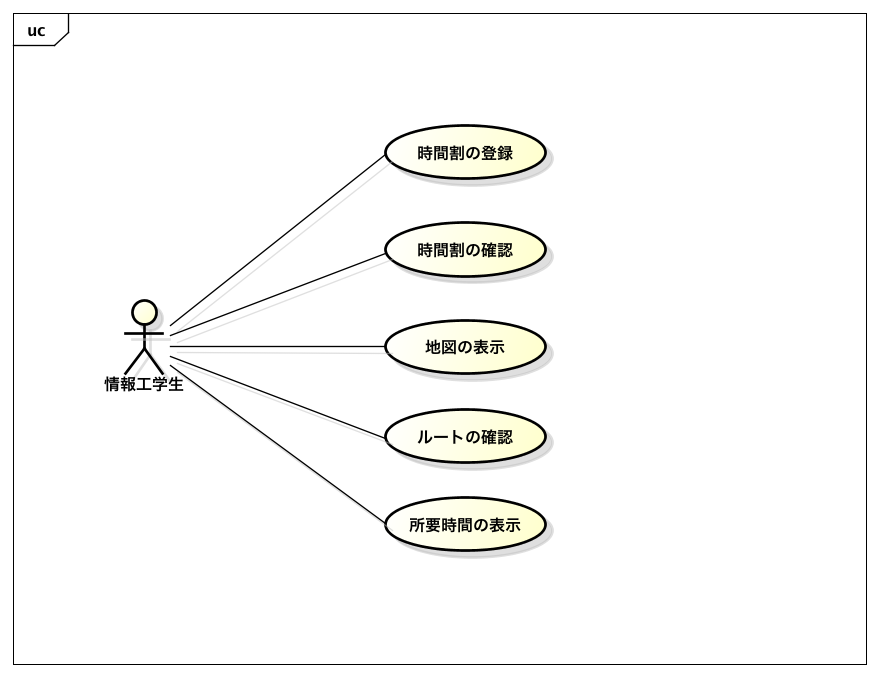 uc
時間割の登録
時間割の確認
地図の表示
情報工学生
ルートの確認
所要時間の表示